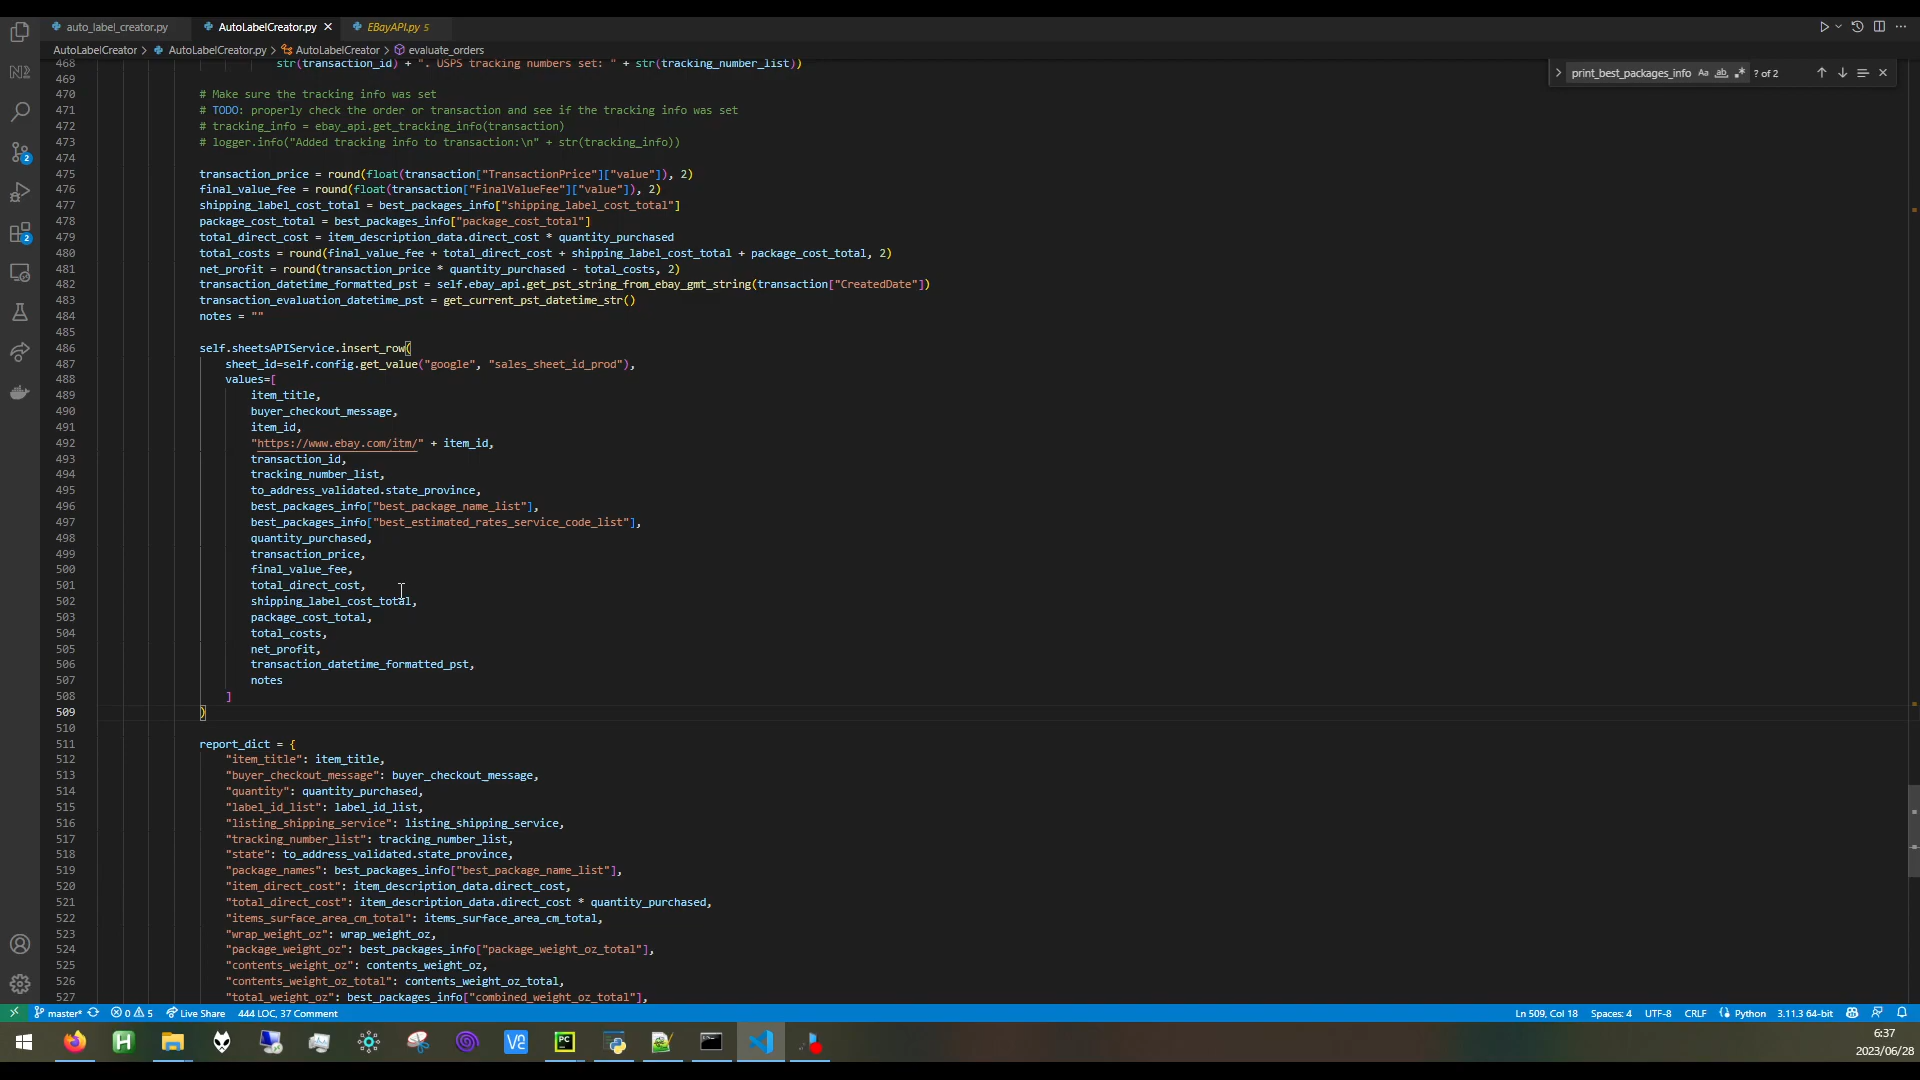 auto_label_creator.py
AutoLabelCreator.py
EBayAPI.py 5
AutoLabelCreator > AutoLabelCreator.py > AutoLabelCreator > evaluate_orders
print_best_packages_info Aa ab ? of 2
468 str(transaction_id) + ". USPS tracking numbers set: " + str(tracking_number_list))
469
470 # Make sure the tracking info was set
471 # TODO: properly check the order or transaction and see if the tracking info was set
472 # tracking_info = ebay_api.get_tracking_info(transaction)
473 # logger.info("Added tracking info to transaction:\n" + str(tracking_info))
474
475 transaction_price = round(float(transaction["TransactionPrice"]["value"]), 2)
476 final_value_fee = round(float(transaction["FinalValueFee"]["value"]), 2)
477 shipping_label_cost_total = best_packages_info["shipping_label_cost_total"]
478 package_cost_total = best_packages_info["package_cost_total"]
479 total_direct_cost = item_description_data.direct_cost * quantity_purchased
480 total_costs = round(final_value_fee + total_direct_cost + shipping_label_cost_total + package_cost_total, 2)
481 net_profit = round(transaction_price * quantity_purchased - total_costs, 2)
482 transaction_datetime_formatted_pst = self.ebay_api.get_pst_string_from_ebay_gmt_string(transaction["CreatedDate"])
483 transaction_evaluation_datetime_pst = get_current_pst_datetime_str()
484 notes = ""
485
486 self.sheetsAPIService.insert_row(
487 sheet_id=self.config.get_value("google", "sales_sheet_id_prod"),
488 values=[
489 item_title,
490 buyer_checkout_message,
491 item_id,
492 "https://www.ebay.com/itm/" + item_id,
493 transaction_id,
494 tracking_number_list,
495 to_address_validated.state_province,
496 best_packages_info["best_package_name_list"],
497 best_packages_info["best_estimated_rates_service_code_list"],
498 quantity_purchased,
499 transaction_price,
500 final_value_fee,
501 total_direct_cost,
502 shipping_label_cost_total,
503 package_cost_total,
504 total_costs,
505 net_profit,
506 transaction_datetime_formatted_pst,
507 notes
508 ]
509 )
510
511 report_dict = {
512 "item_title": item_title,
513 "buyer_checkout_message": buyer_checkout_message,
514 "quantity": quantity_purchased,
515 "label_id_list": label_id_list,
516 "listing_shipping_service": listing_shipping_service,
517 "tracking_number_list": tracking_number_list,
518 "state": to_address_validated.state_province,
519 "package_names": best_packages_info["best_package_name_list"],
520 "item_direct_cost": item_description_data.direct_cost,
521 "total_direct_cost": item_description_data.direct_cost * quantity_purchased,
522 "items_surface_area_cm_total": items_surface_area_cm_total,
523 "wrap_weight_oz": wrap_weight_oz,
524 "package_weight_oz": best_packages_info["package_weight_oz_total"],
525 "contents_weight_oz": contents_weight_oz,
526 "contents_weight_oz_total": contents_weight_oz_total,
527 "total_weight_oz": best_packages_info["combined_weight_oz_total"],
master* 0 5 Live Share 444 LOC, 37 Comment
Ln 509, Col 18 Spaces: 4 UTF-8 CRLF Python 3.11.3 64-bit
6:37
2023/06/28